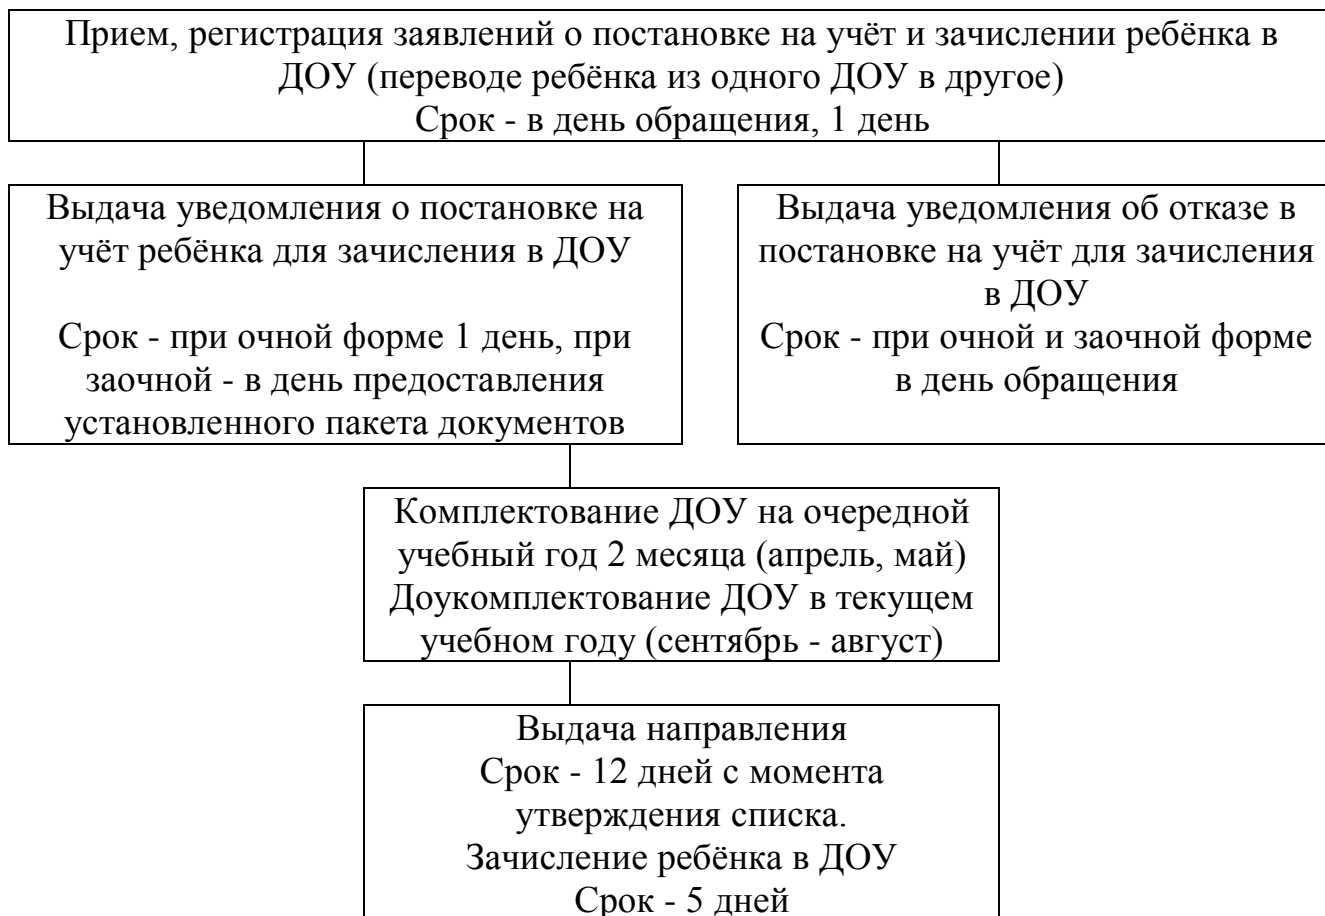 Прием, регистрация заявлений о постановке на учёт и зачислении ребёнка в
ДОУ (переводе ребёнка из одного ДОУ в другое)
Срок - в день обращения, 1 день
Выдача уведомления о постановке на
учёт ребёнка для зачисления в ДОУ
Срок - при очной форме 1 день, при
заочной - в день предоставления
установленного пакета документов
Выдача уведомления об отказе в
постановке на учёт для зачисления
в ДОУ
Срок - при очной и заочной форме
в день обращения
Комплектование ДОУ на очередной
учебный год 2 месяца (апрель, май)
Доукомплектование ДОУ в текущем
учебном году (сентябрь - август)
Выдача направления
Срок - 12 дней с момента
утверждения списка.
Зачисление ребёнка в ДОУ
Срок - 5 дней